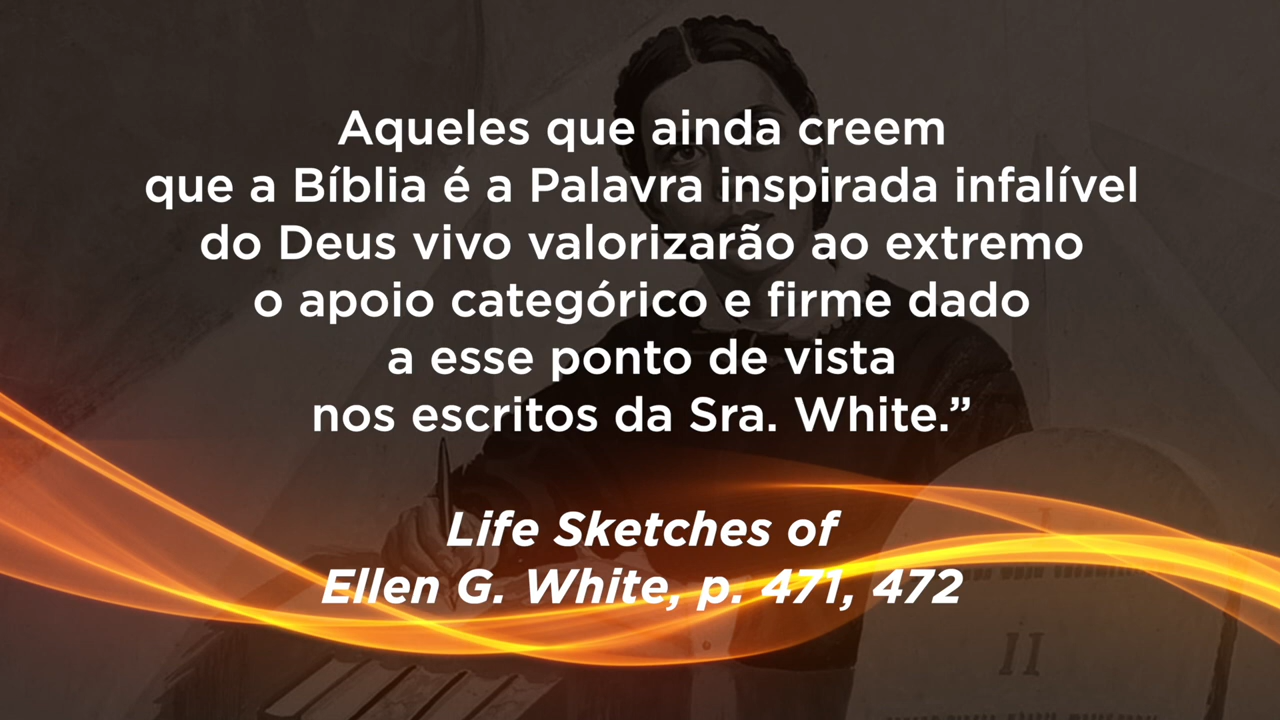 Aqueles que ainda creem
que a Bíblia é a Palavra inspirada infalível
do Deus vivo valorizarão ao extremo
o apoio categórico e firme dado
a esse ponto de vista
nos escritos da Sra. White.”
Life Sketches of
Ellen G. White, p. 471, 472
I
II